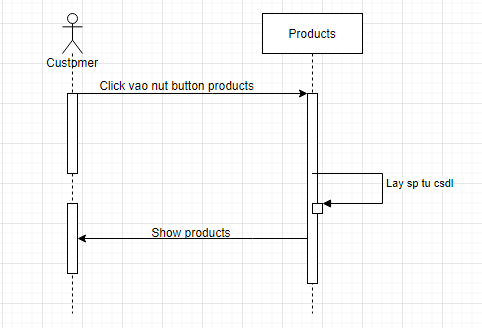 Products
Customer
Click vao nut button products
Lay sp tu csdl
Show products